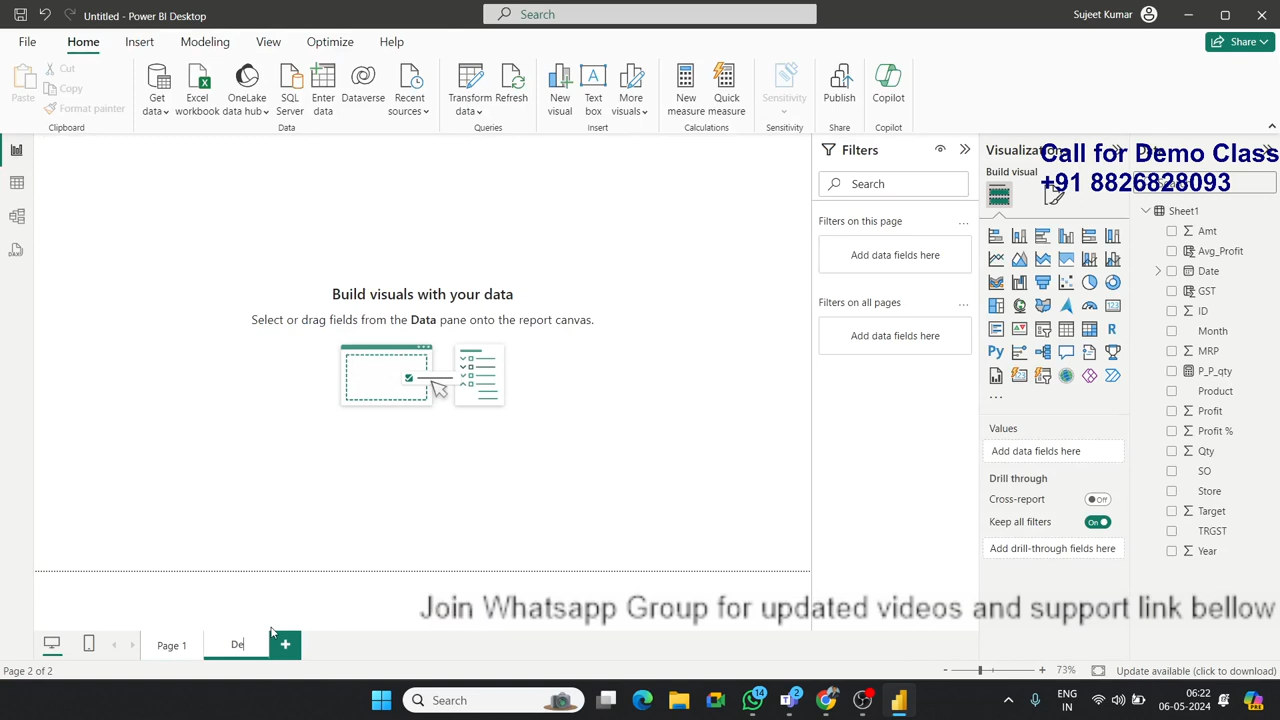 Untitled - Power BI Desktop
Search
Sujeet Kumar
File
Home
Insert
Modeling
View
Optimize
Help
Share
Paste
Cut
Copy
Format painter
Clipboard
Get data
Excel workbook
OneLake data hub
SQL Server
Enter data
Dataverse
Recent sources
Data
Transform data
Refresh
Queries
New visual
Text box
More visuals
Insert
New measure
Quick measure
Calculations
Sensitivity
Sensitivity
Publish
Share
Copilot
Copilot
Build visuals with your data
Select or drag fields from the Data pane onto the report canvas.
Filters
Search
Filters on this page
...
Add data fields here
Filters on all pages
...
Add data fields here
Visualizations
Build visual
Call for Demo Class
+91 8826828093
R
Py
123
...
Values
Add data fields here
Drill through
Cross-report
Off
Keep all filters
On
Add drill-through fields here
Sheet1
Amt
Avg_Profit
Date
GST
ID
Month
MRP
P_P_qty
Product
Profit
Profit %
Qty
SO
Store
Target
TRGST
Year
Join Whatsapp Group for updated videos and support link bellow
Page 1
De
Page 2 of 2
73%
Update available (click to download)
Search
14
2
ENG
IN
06:22
06-05-2024